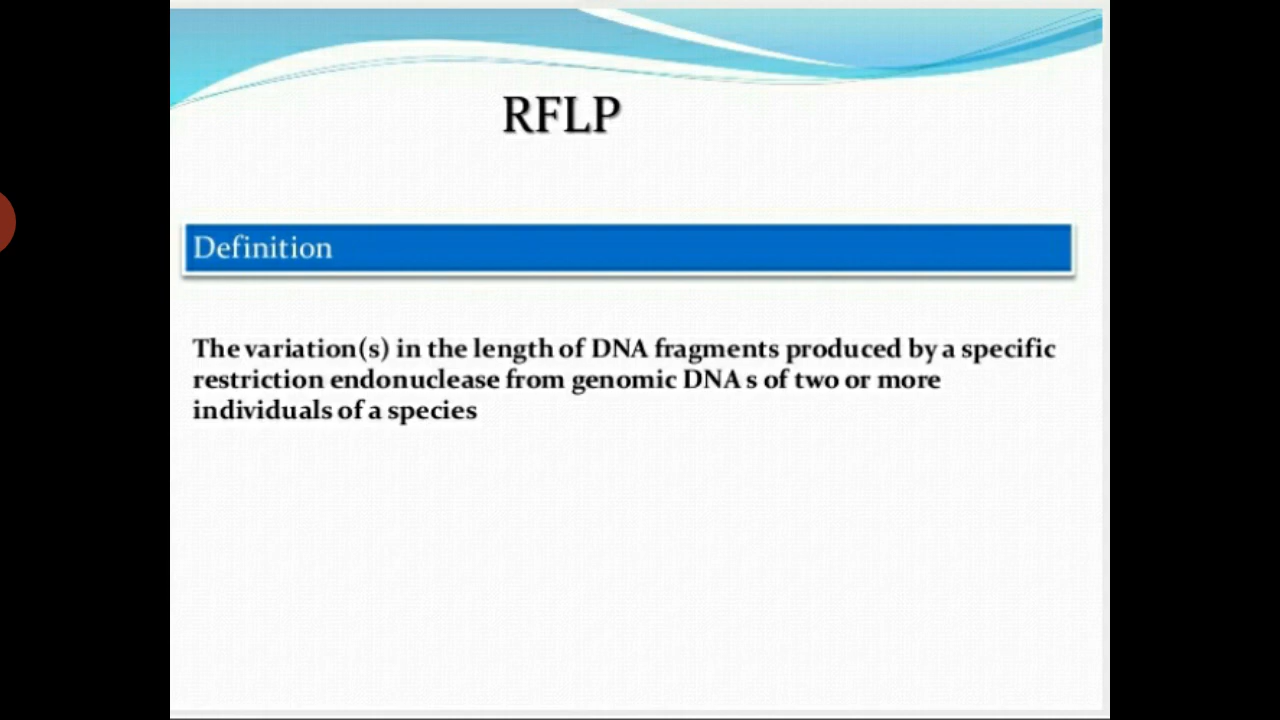 RFLP
Definition
The variation(s) in the length of DNA fragments produced by a specific
restriction endonuclease from genomic DNA s of two or more
individuals of a species